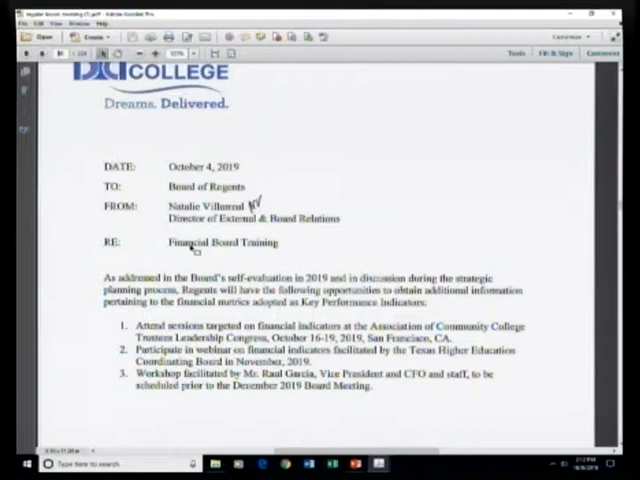 Open
Create
Customize
Tools
Fill & Sign
Comment
COLLEGE
Dreams. Delivered.
DATE: October 4, 2019
TO: Board of Regents
FROM: Natalie Villarreal NV
Director of External & Board Relations
RE: Financial Board Training
As addressed in the Board's self-evaluation in 2019 and in discussion during the strategic
planning process, Regents will have the following opportunities to obtain additional information
pertaining to the financial metrics adopted as Key Performance Indicators:
1. Attend sessions targeted on financial indicators at the Association of Community College
Trustees Leadership Congress, October 16-19, 2019, San Francisco, CA.
2. Participate in webinar on financial indicators facilitated by the Texas Higher Education
Coordinating Board in November, 2019.
3. Workshop facilitated by Mr. Raul Garcia, Vice President and CFO and staff, to be
scheduled prior to the December 2019 Board Meeting.
Type here to search